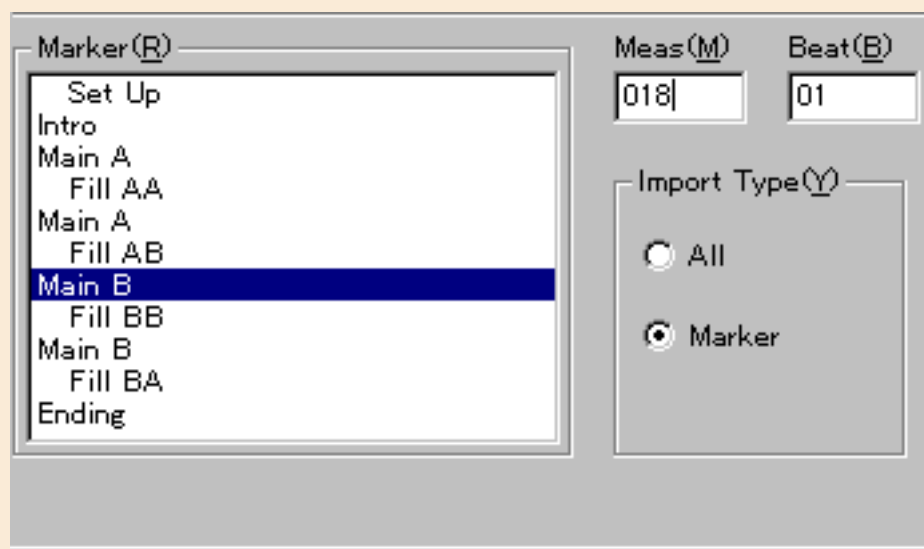 Marker(R)
Set Up
Intro
Main A
Fill AA
Main A
Fill AB
Main B
Fill BB
Main B
Fill BA
Ending
Meas(M) Beat(B)
018 01
Import Type(Y)
All
Marker